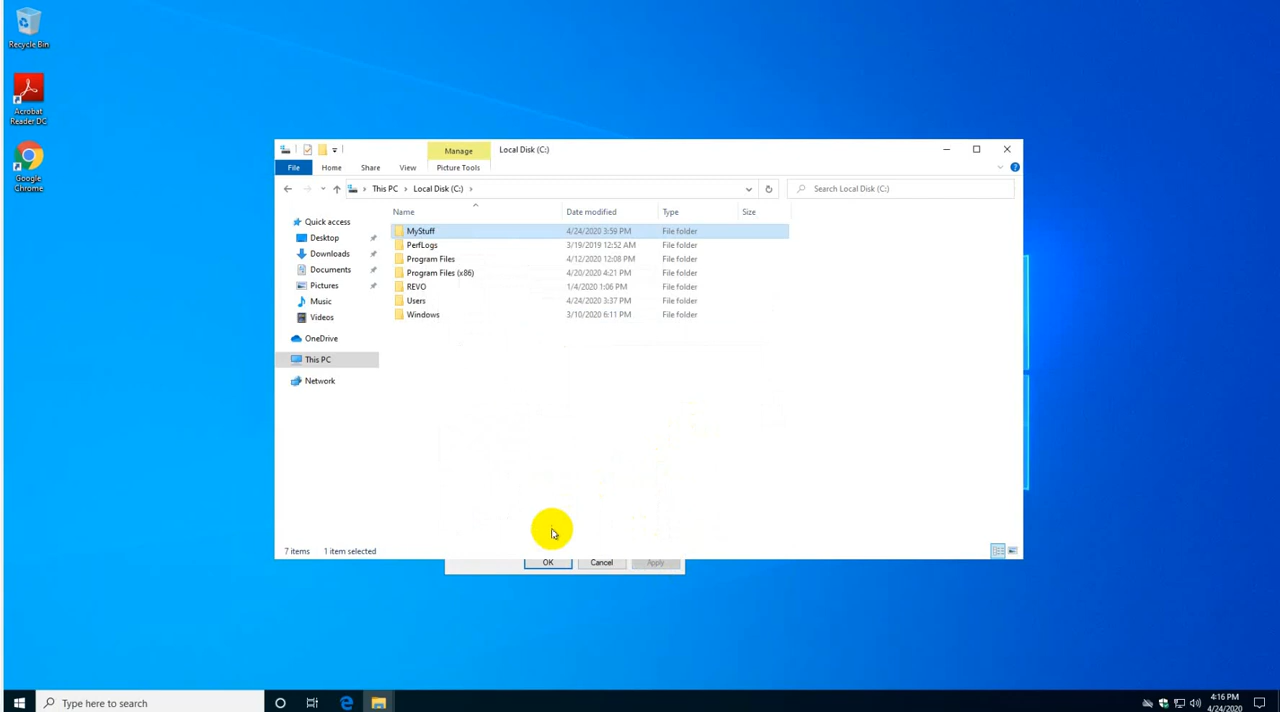 Recycle Bin
Acrobat
Reader DC
Google
Chrome
Manage
Local Disk (C:)
File
Home
Share
View
Picture Tools
This PC
Local Disk (C:)
Search Local Disk (C:)
Name
Date modified
Type
Size
Quick access
Desktop
Downloads
Documents
Pictures
Music
Videos
OneDrive
This PC
Network
MyStuff 4/24/2020 3:59 PM File folder
PerfLogs 3/19/2019 12:52 AM File folder
Program Files 4/12/2020 12:08 PM File folder
Program Files (x86) 4/20/2020 4:21 PM File folder
REVO 1/4/2020 1:06 PM File folder
Users 4/24/2020 3:37 PM File folder
Windows 3/10/2020 6:11 PM File folder
7 items 1 item selected
OK Cancel Apply
Type here to search
4:16 PM
4/24/2020